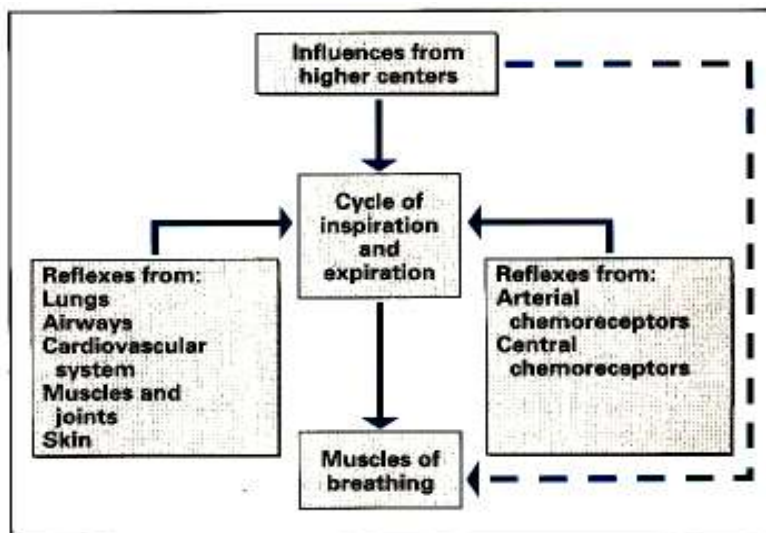 Influences from
higher centers
Cycle of
inspiration
and
expiration
Reflexes from:
Lungs
Airways
Cardiovascular
system
Muscles and
joints
Skin
Reflexes from:
Arterial
chemoreceptors
Central
chemoreceptors
Muscles of
breathing